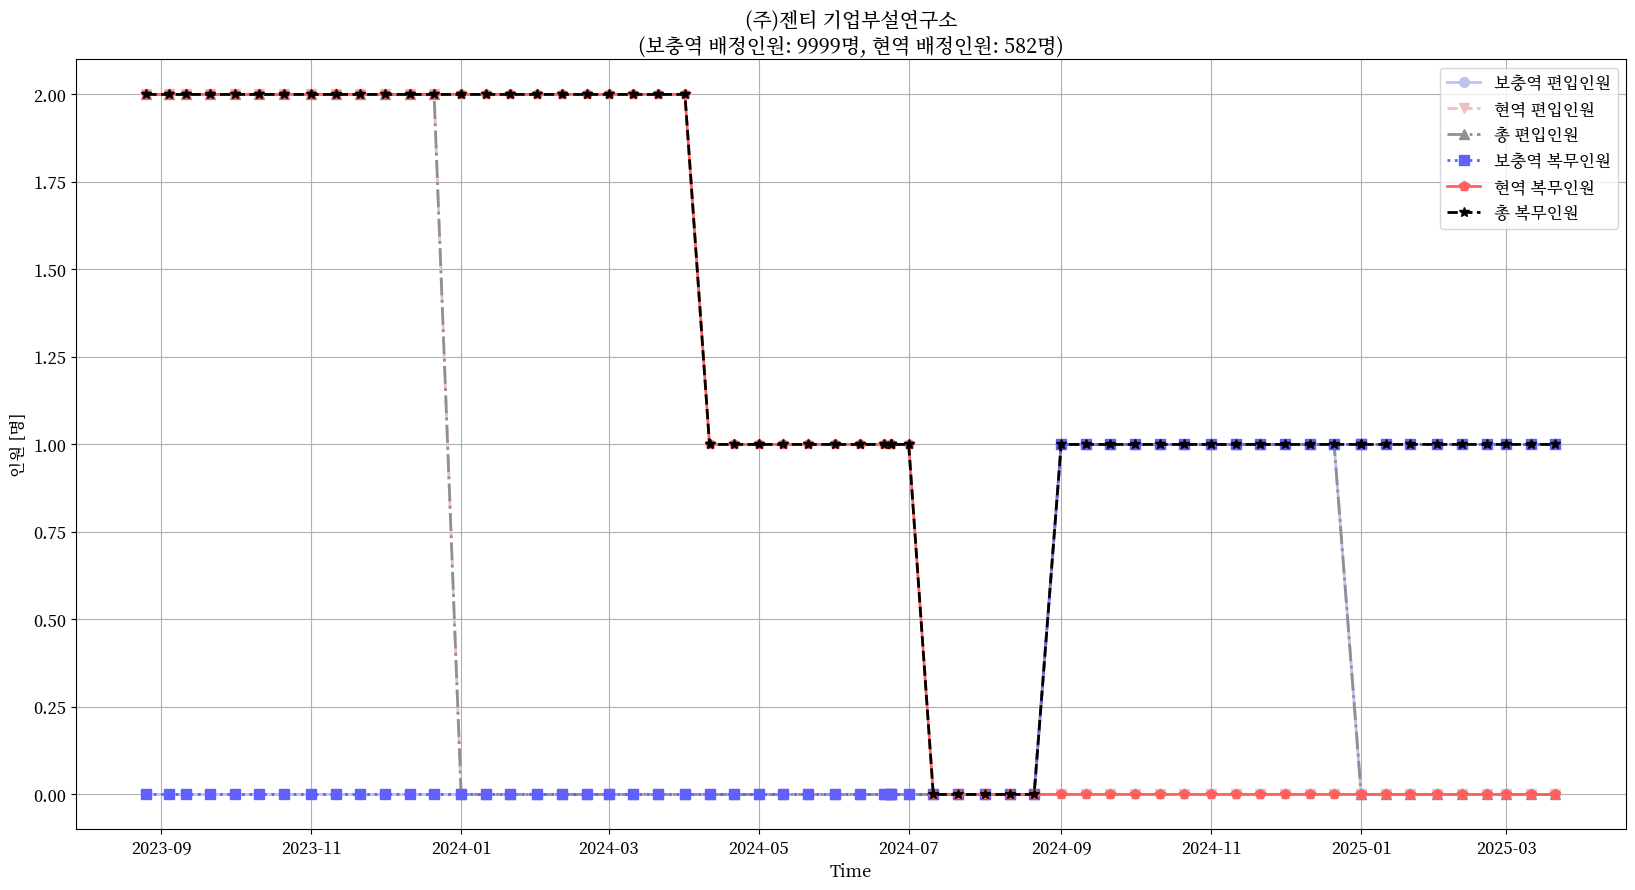 (주)젠티 기업부설연구소
(보충역 배정인원: 9999명, 현역 배정인원: 582명)
보충역 편입인원
현역 편입인원
총 편입인원
보충역 복무인원
현역 복무인원
총 복무인원
인원 [명]
2.00
1.75
1.50
1.25
1.00
0.75
0.50
0.25
0.00
2023-09 2023-11 2024-01 2024-03 2024-05 2024-07 2024-09 2024-11 2025-01 2025-03
Time